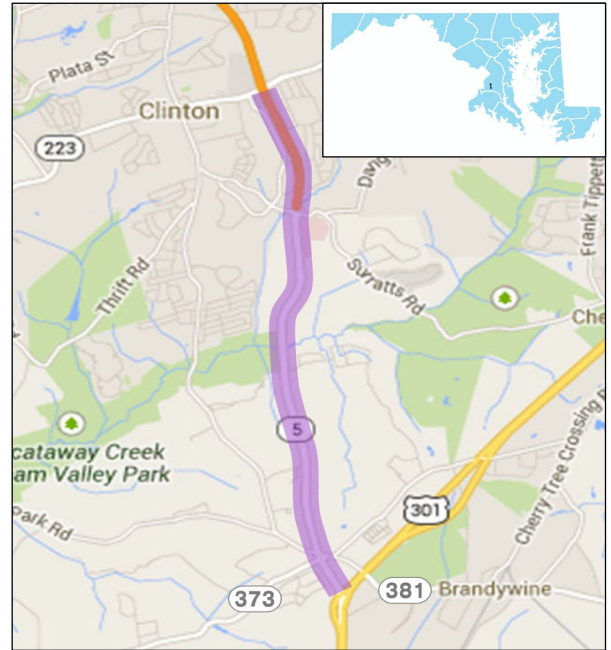 Plata St
Clinton
223
Thrift Rd
Surratts Rd
Frank Tippett
Che
5
cataway Creek
am Valley Park
Park Rd
301
Cherry Tree Crossing R
373
381
Brandywine